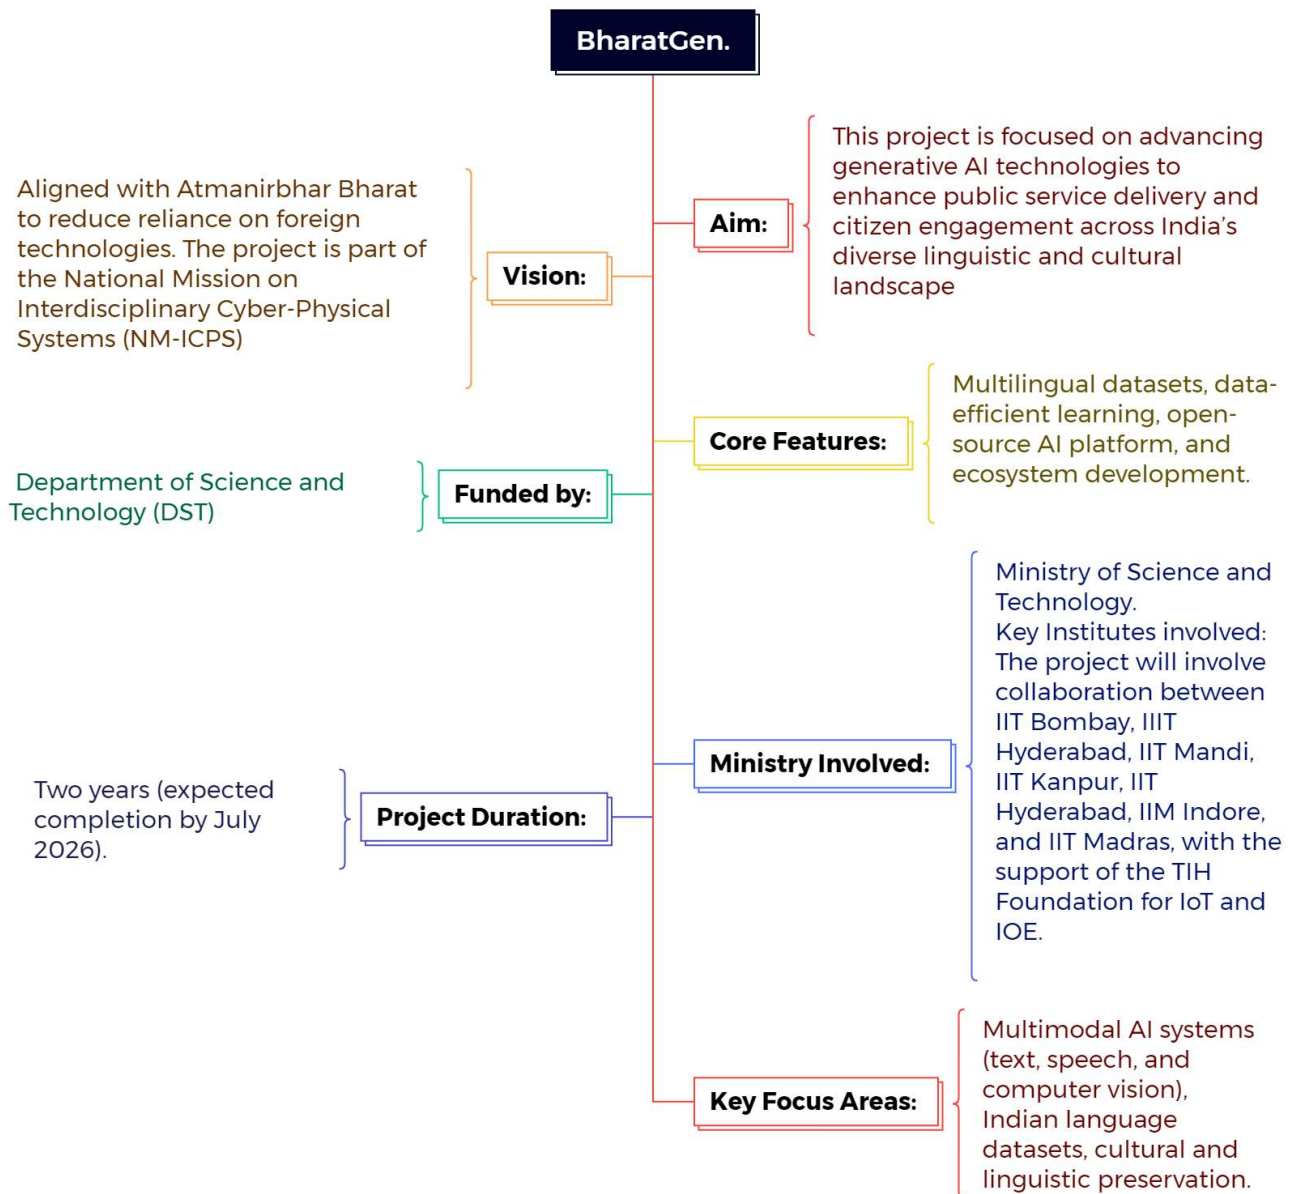 BharatGen.
Aim:
This project is focused on advancing
generative AI technologies to
enhance public service delivery and
citizen engagement across India’s
diverse linguistic and cultural
landscape
Vision:
Aligned with Atmanirbhar Bharat
to reduce reliance on foreign
technologies. The project is part of
the National Mission on
Interdisciplinary Cyber-Physical
Systems (NM-ICPS)
Core Features:
Multilingual datasets, data-
efficient learning, open-
source AI platform, and
ecosystem development.
Funded by:
Department of Science and
Technology (DST)
Ministry Involved:
Ministry of Science and
Technology.
Key Institutes involved:
The project will involve
collaboration between
IIT Bombay, IIIT
Hyderabad, IIT Mandi,
IIT Kanpur, IIT
Hyderabad, IIM Indore,
and IIT Madras, with the
support of the TIH
Foundation for IoT and
IOE.
Project Duration:
Two years (expected
completion by July
2026).
Key Focus Areas:
Multimodal AI systems
(text, speech, and
computer vision),
Indian language
datasets, cultural and
linguistic preservation.